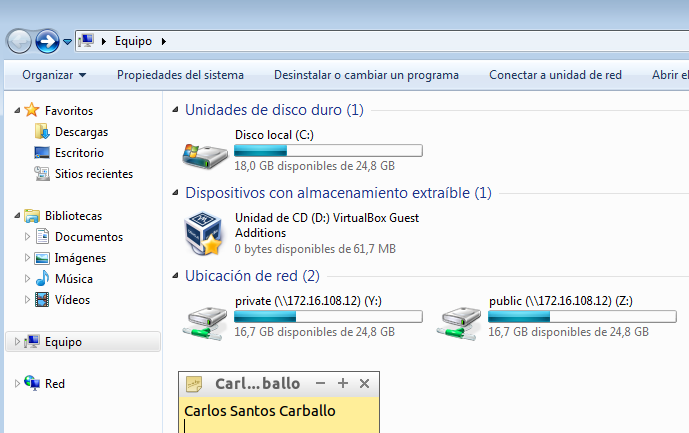 Equipo
Organizar Propiedades del sistema Desinstalar o cambiar un programa Conectar a unidad de red Abrir el
Favoritos
Descargas
Escritorio
Sitios recientes
Bibliotecas
Documentos
Imágenes
Música
Vídeos
Equipo
Red
Unidades de disco duro (1)
Disco local (C:)
18,0 GB disponibles de 24,8 GB
Dispositivos con almacenamiento extraíble (1)
Unidad de CD (D:) VirtualBox Guest
Additions
0 bytes disponibles de 61,7 MB
Ubicación de red (2)
private (\\172.16.108.12) (Y:)
16,7 GB disponibles de 24,8 GB
public (\\172.16.108.12) (Z:)
16,7 GB disponibles de 24,8 GB
Carl...ballo
Carlos Santos Carballo